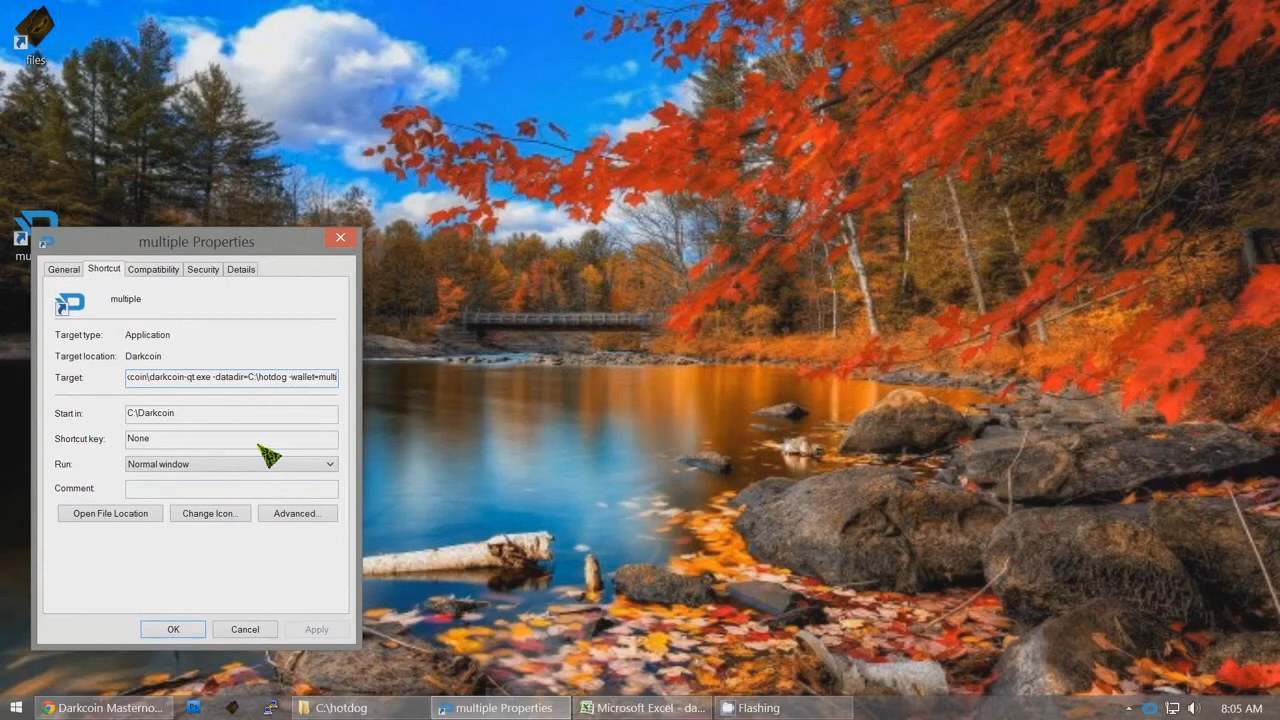 files
mu
multiple Properties
General Shortcut Compatibility Security Details
multiple
Target type: Application
Target location: Darkcoin
Target: coin\darkcoin-qt.exe -datadir=C:\hotdog -wallet=multi
Start in: C:\Darkcoin
Shortcut key: None
Run: Normal window
Comment:
Open File Location Change Icon... Advanced...
OK Cancel Apply
Darkcoin Masterno... C:\hotdog multiple Properties Microsoft Excel - da... Flashing 8:05 AM